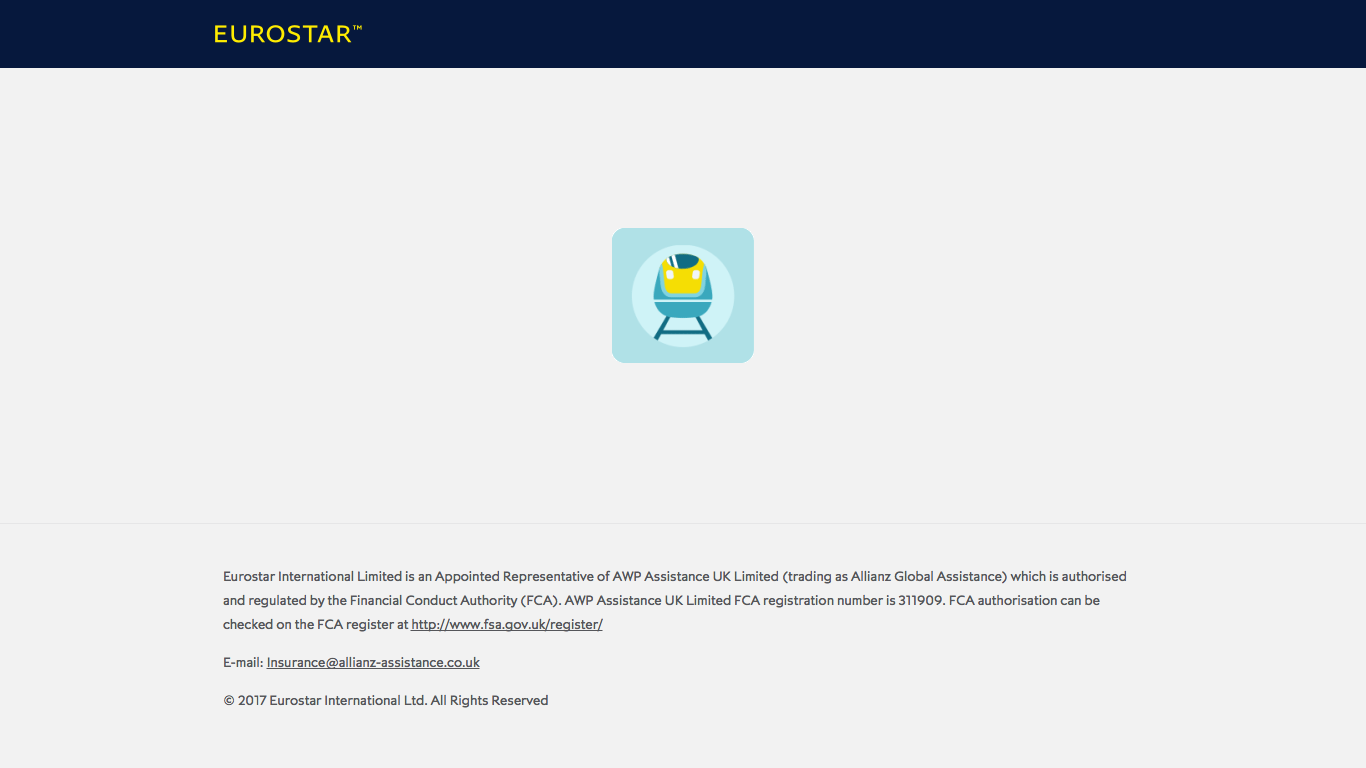 EUROSTAR™
Eurostar International Limited is an Appointed Representative of AWP Assistance UK Limited (trading as Allianz Global Assistance) which is authorised
and regulated by the Financial Conduct Authority (FCA). AWP Assistance UK Limited FCA registration number is 311909. FCA authorisation can be
checked on the FCA register at http://www.fsa.gov.uk/register/
E-mail: Insurance@allianz-assistance.co.uk
© 2017 Eurostar International Ltd. All Rights Reserved